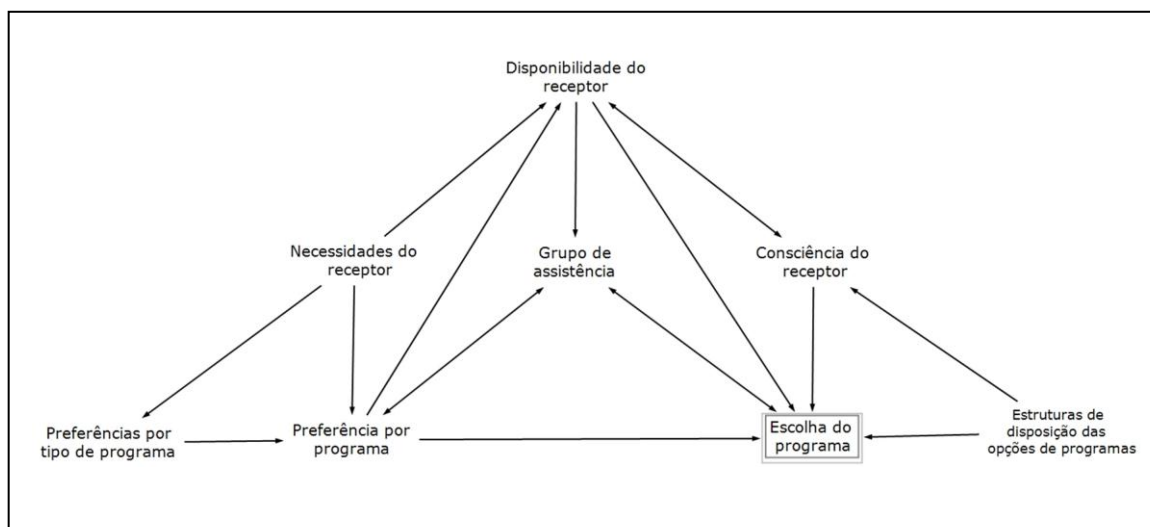 Disponibilidade do
receptor
Necessidades do
receptor
Grupo de
assistência
Consciência do
receptor
Preferências por
tipo de programa
Preferência por
programa
Escolha do
programa
Estruturas de
disposição das
opções de programas